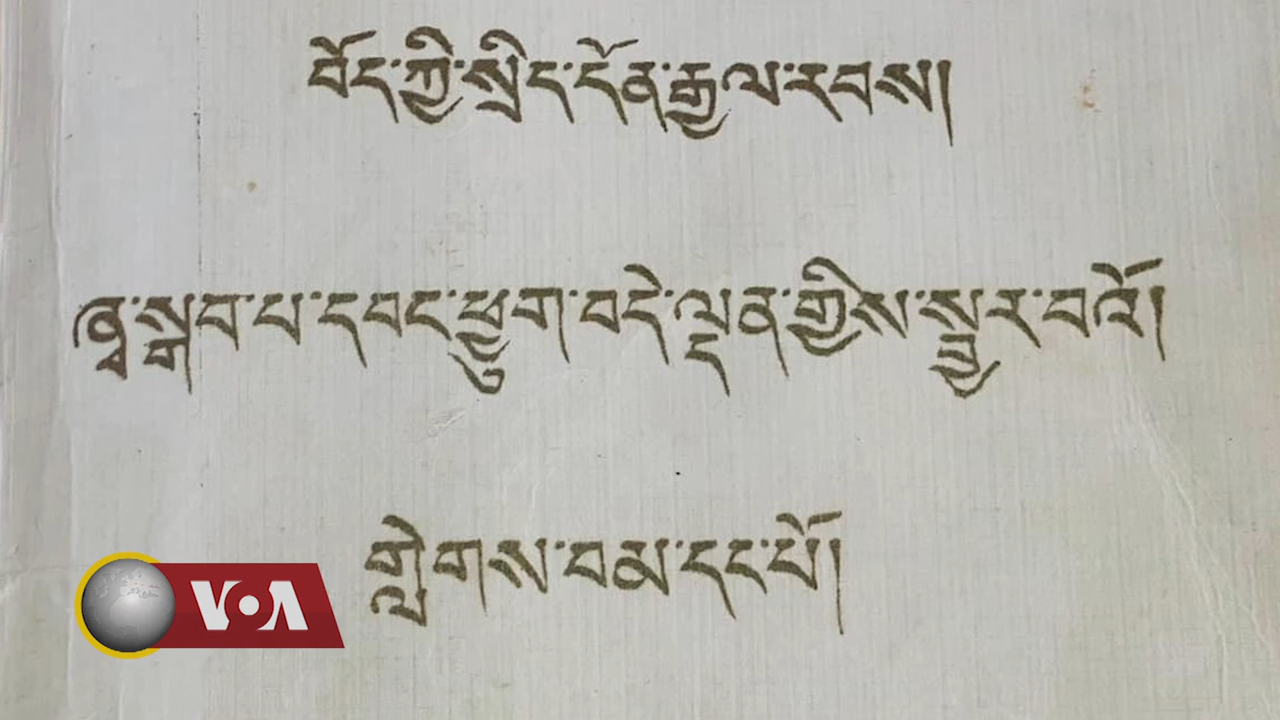 བོད་ཀྱི་སྲིད་དོན་རྒྱལ་རབས།
ཞྭ་སྒབ་པ་དབང་ཕྱུག་བདེ་ལྡན་གྱིས་སྦྱར་བའོ།
གླེགས་བམ་དང་པོ།
VOA